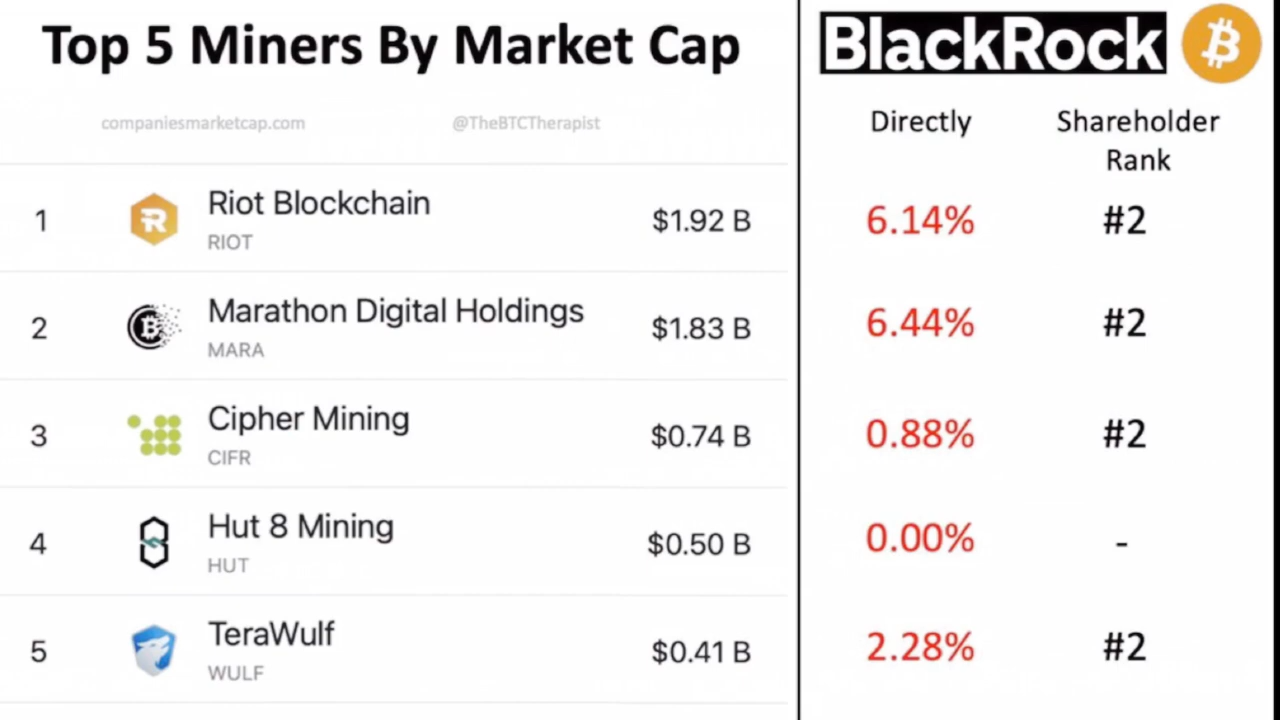 Top 5 Miners By Market Cap
companiesmarketcap.com @TheBTCTherapist
BlackRock
Directly Shareholder
Rank
1 Riot Blockchain $1.92 B 6.14% #2
RIOT
2 Marathon Digital Holdings $1.83 B 6.44% #2
MARA
3 Cipher Mining $0.74 B 0.88% #2
CIFR
4 Hut 8 Mining $0.50 B 0.00% -
HUT
5 TeraWulf $0.41 B 2.28% #2
WULF